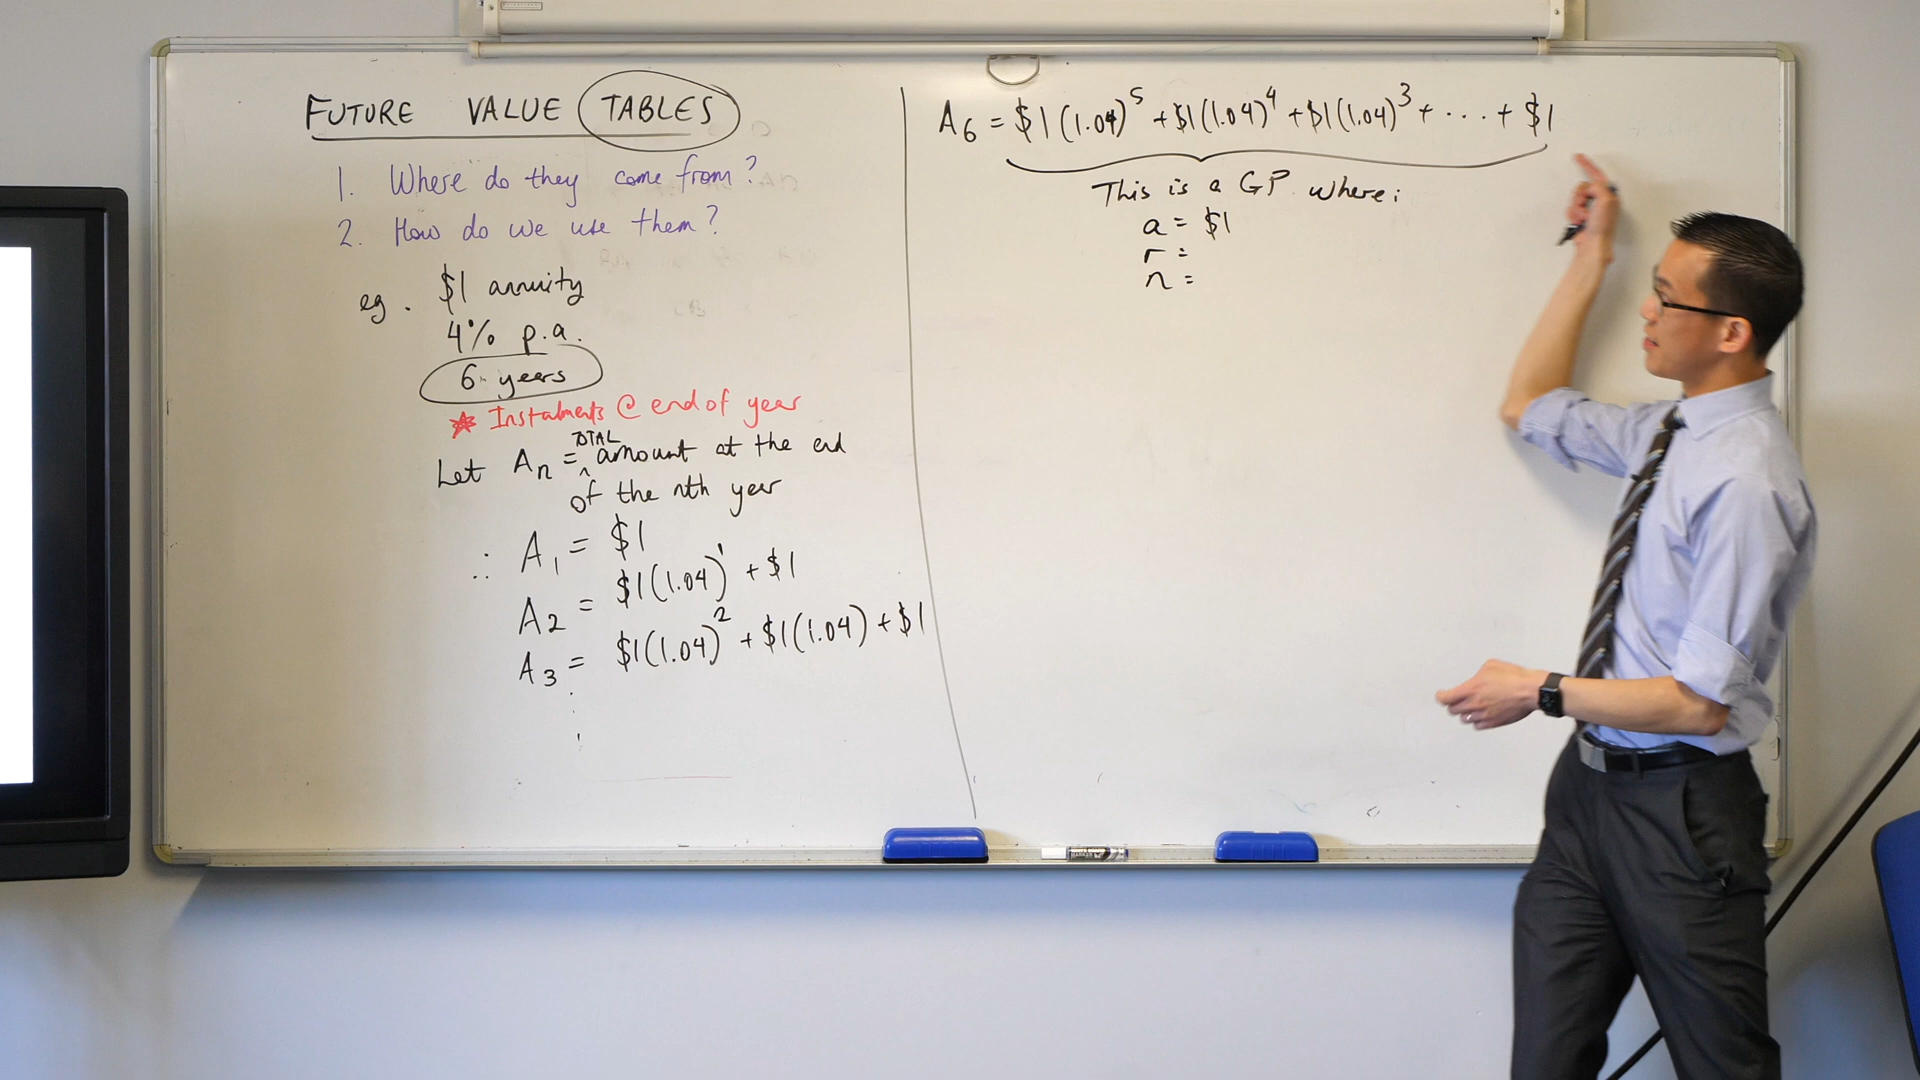 FUTURE VALUE TABLES
1. Where do they come from?
2. How do we use them?
eg. $1 annuity
4% p.a.
6 years
★ Instalments @ end of year
Let Aₙ = TOTAL amount at the end
of the nth year
∴ A₁ = $1
A₂ = $1(1.04)¹ + $1
A₃ = $1(1.04)² + $1(1.04) + $1
⋮
A₆ = $1(1.04)⁵ + $1(1.04)⁴ + $1(1.04)³ + ... + $1
This is a GP where:
a = $1
r =
n =